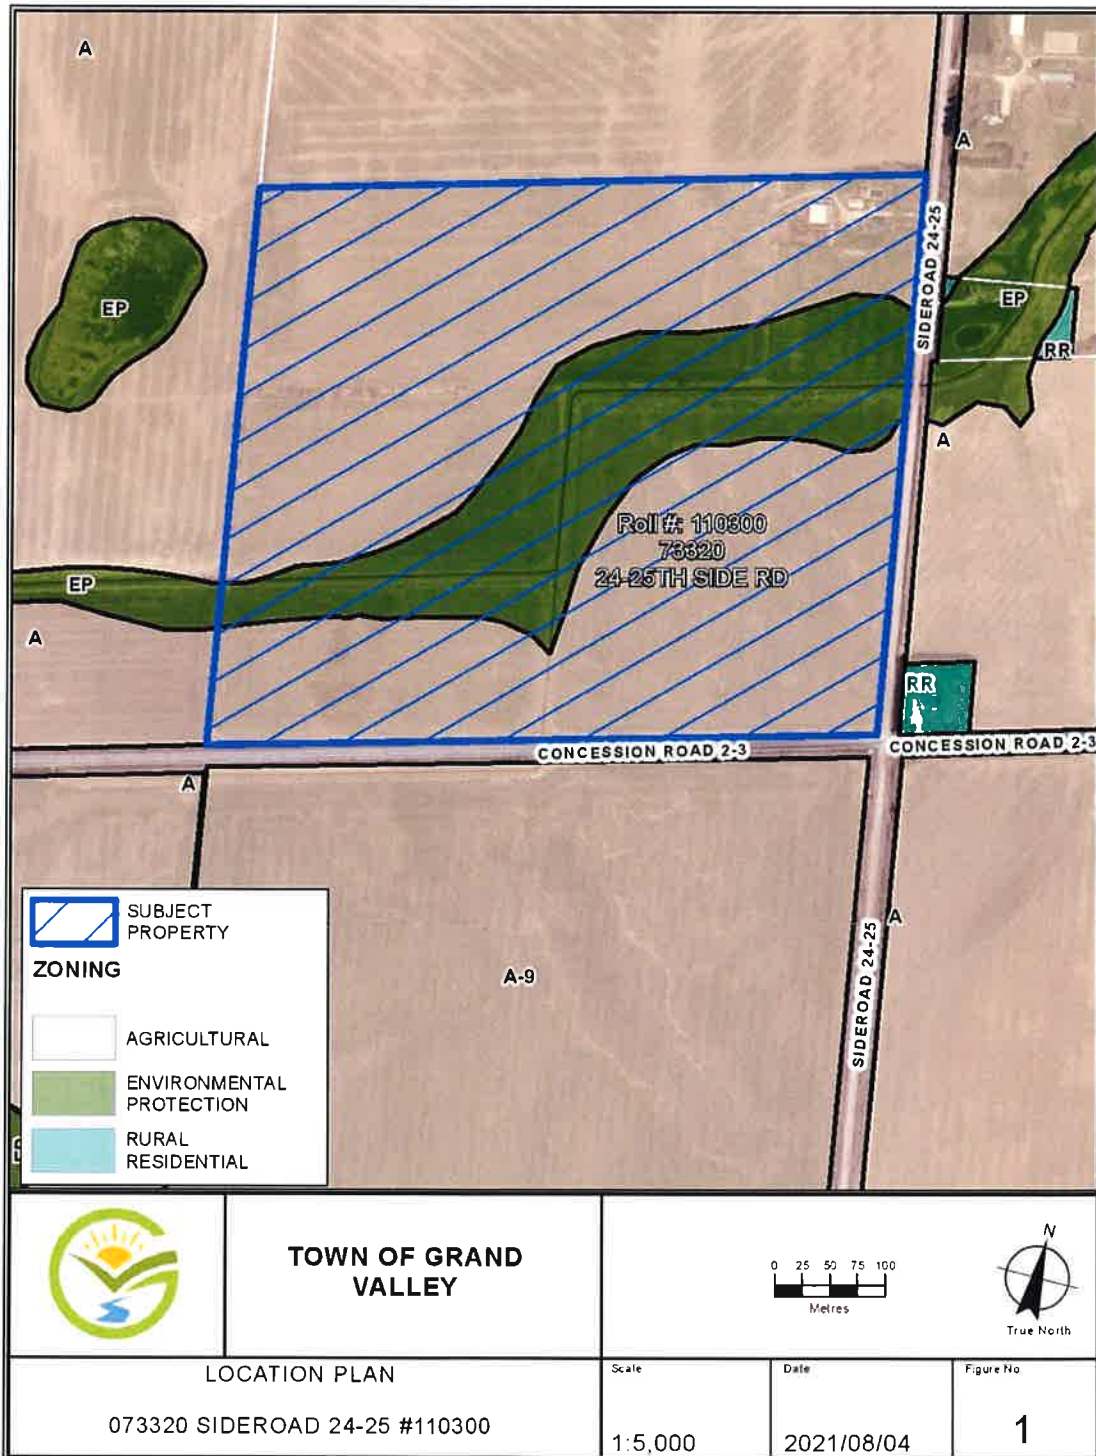 A
A
SIDEROAD 24-25
EP
EP
RR
A
Roll #: 110300
73320
24-25TH SIDE RD
EP
A
RR
CONCESSION ROAD 2-3
CONCESSION ROAD 2-3
A
A
SIDEROAD 24-25
A-9
SUBJECT
PROPERTY
ZONING
AGRICULTURAL
ENVIRONMENTAL
PROTECTION
RURAL
RESIDENTIAL
EP
TOWN OF GRAND
VALLEY
0 25 50 75 100
Metres
N
True North
LOCATION PLAN
073320 SIDEROAD 24-25 #110300
Scale
1:5,000
Date
2021/08/04
Figure No
1